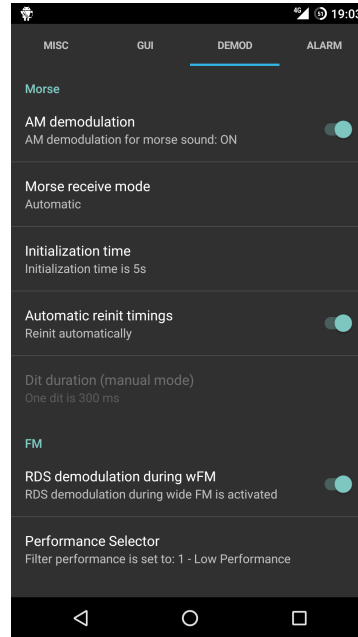 4G 51 19:03
MISC GUI DEMOD ALARM
Morse
AM demodulation
AM demodulation for morse sound: ON
Morse receive mode
Automatic
Initialization time
Initialization time is 5s
Automatic reinit timings
Reinit automatically
Dit duration (manual mode)
One dit is 300 ms
FM
RDS demodulation during wFM
RDS demodulation during wide FM is activated
Performance Selector
Filter performance is set to: 1 - Low Performance